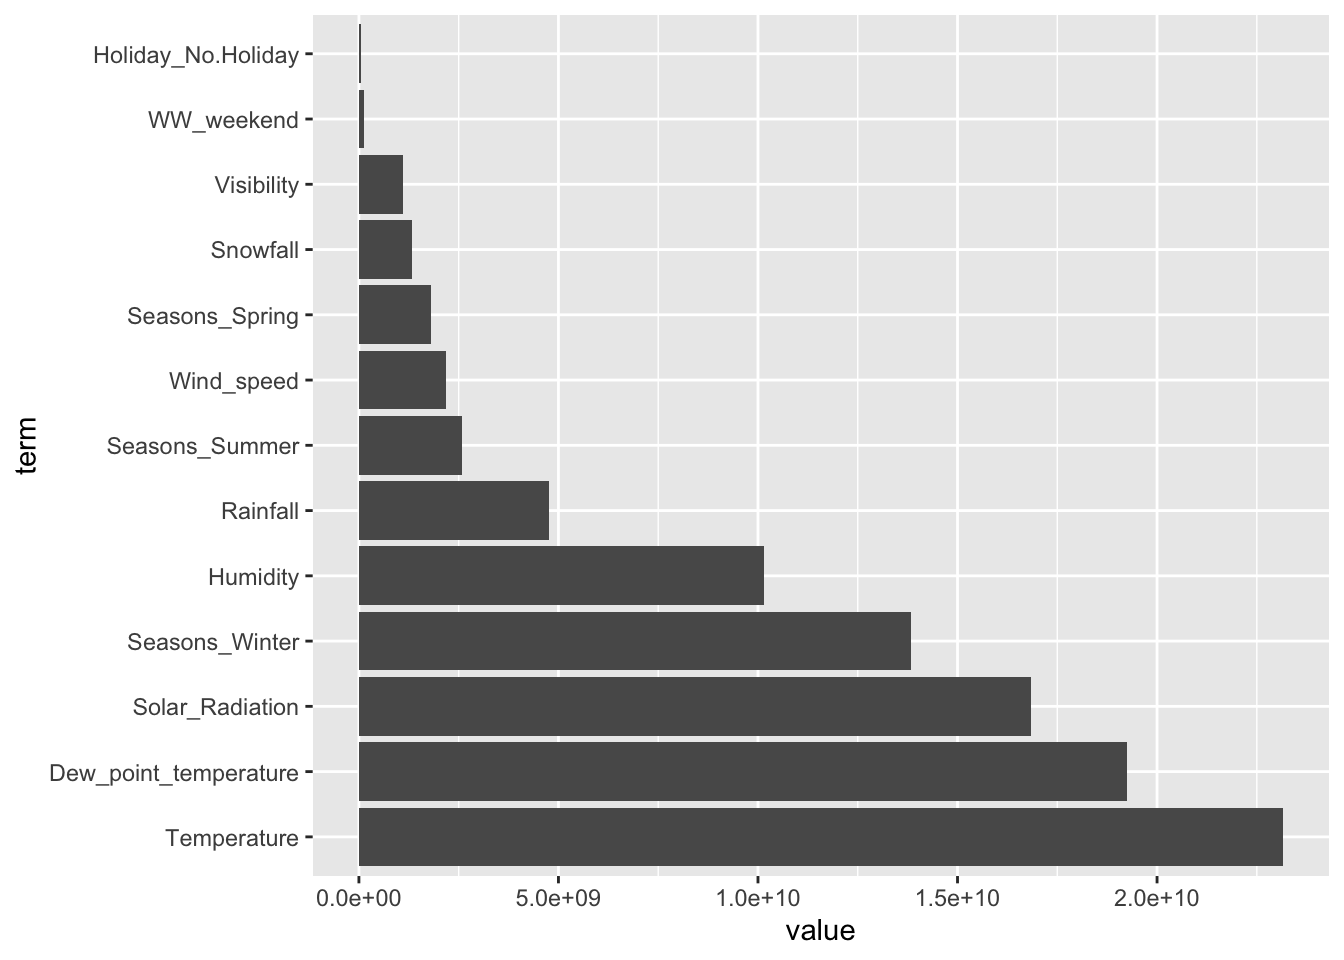 Holiday_No.Holiday
WW_weekend
Visibility
Snowfall
Seasons_Spring
Wind_speed
Seasons_Summer
Rainfall
Humidity
Seasons_Winter
Solar_Radiation
Dew_point_temperature
Temperature
term
0.0e+00 5.0e+09 1.0e+10 1.5e+10 2.0e+10
value